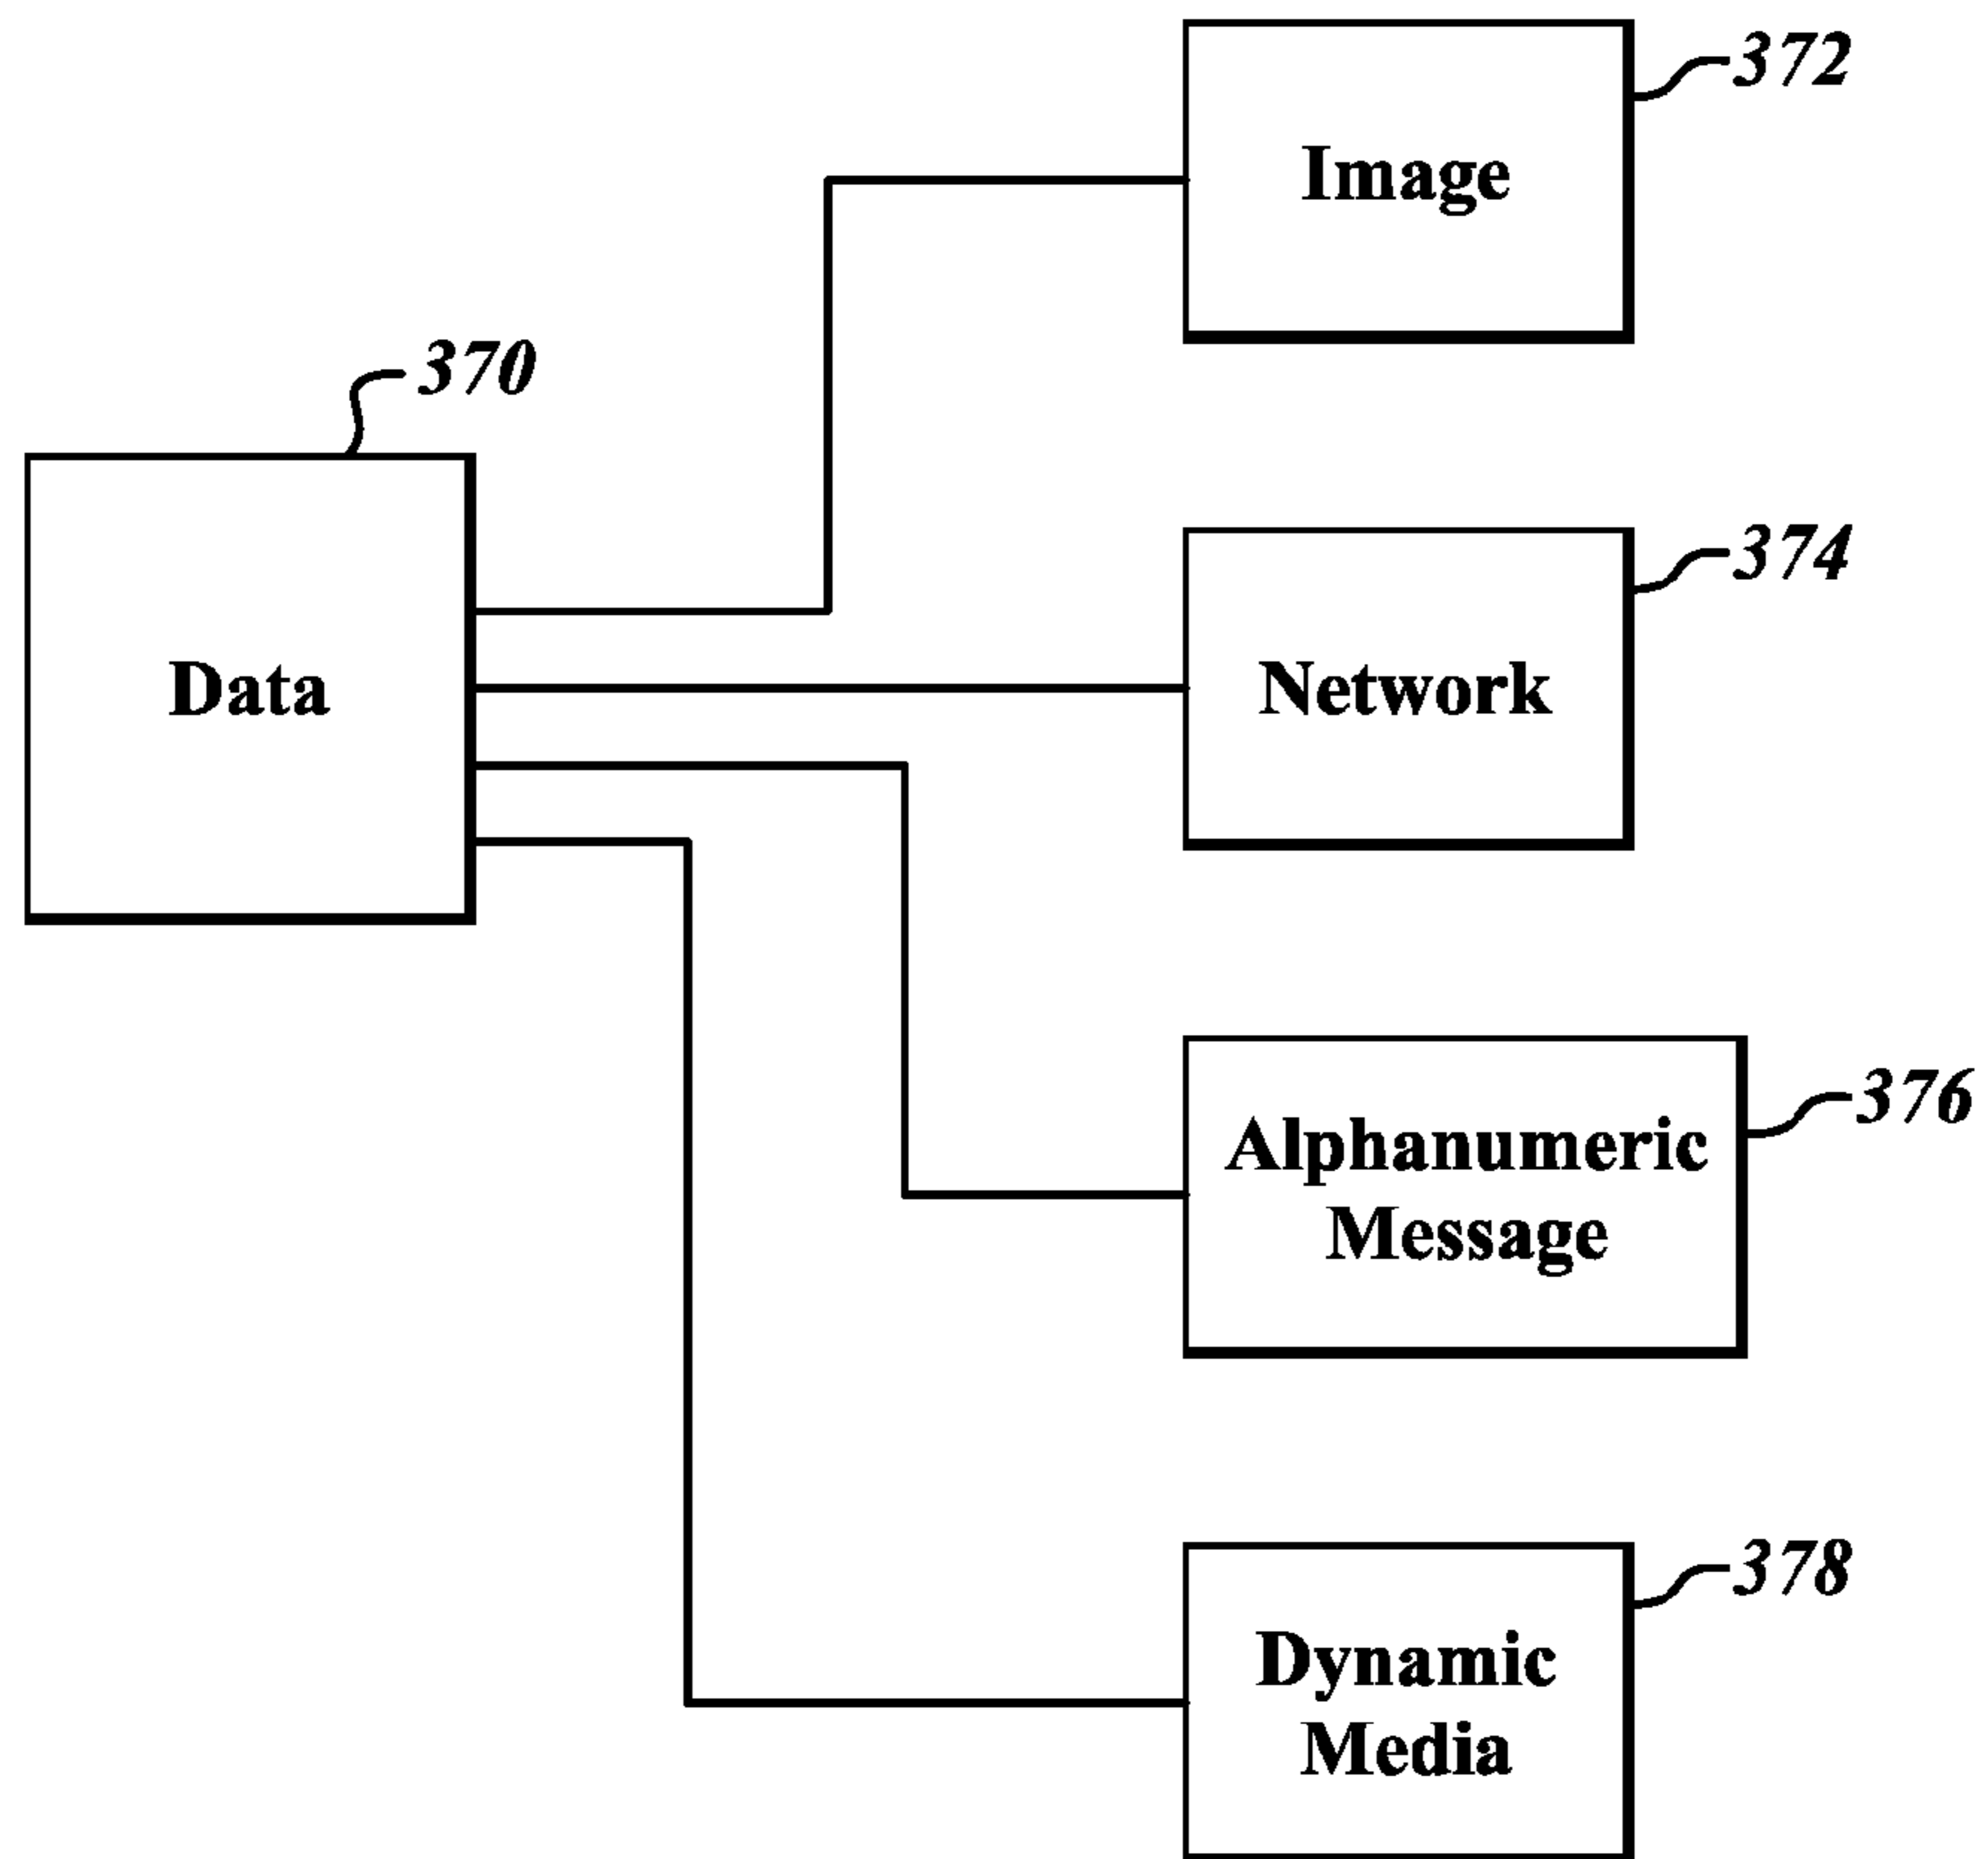 372
Image
370
Data
374
Network
376
Alphanumeric
Message
378
Dynamic
Media